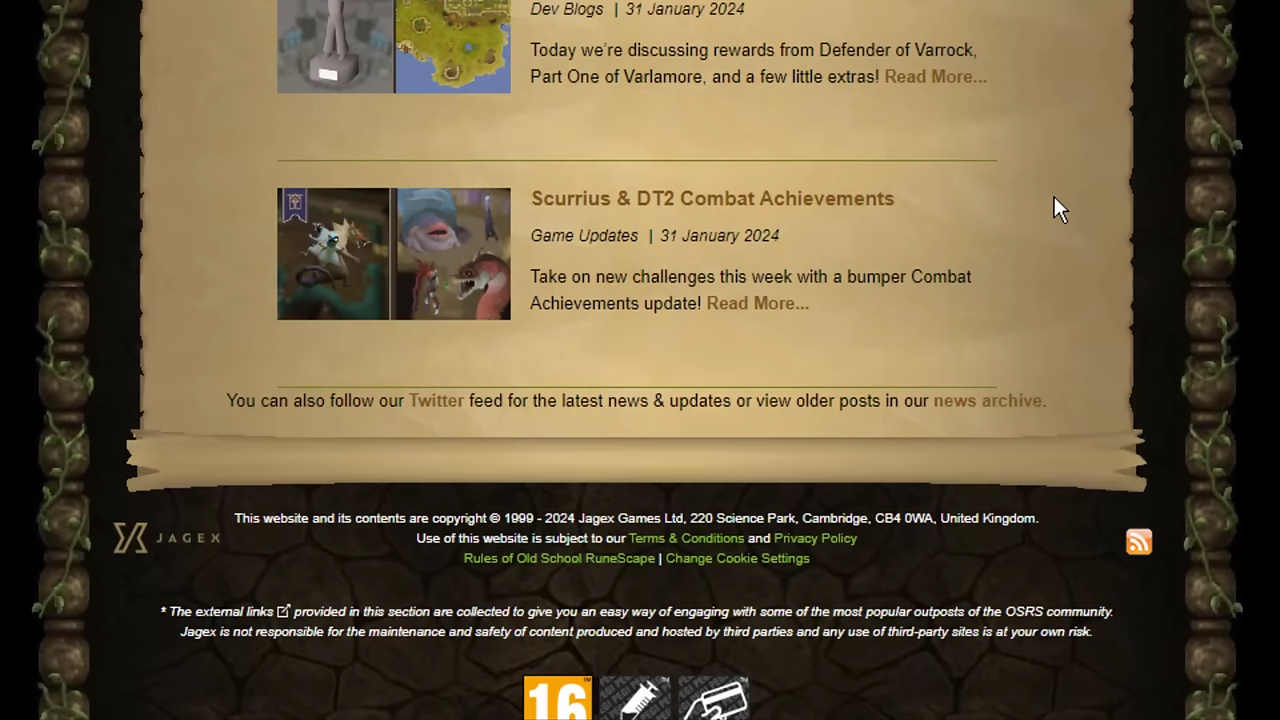 Dev Blogs | 31 January 2024
Today we're discussing rewards from Defender of Varrock,
Part One of Varlamore, and a few little extras! Read More...
Scurrius & DT2 Combat Achievements
Game Updates | 31 January 2024
Take on new challenges this week with a bumper Combat
Achievements update! Read More...
You can also follow our Twitter feed for the latest news & updates or view older posts in our news archive.
JAGEX
This website and its contents are copyright © 1999 - 2024 Jagex Games Ltd, 220 Science Park, Cambridge, CB4 0WA, United Kingdom.
Use of this website is subject to our Terms & Conditions and Privacy Policy
Rules of Old School RuneScape | Change Cookie Settings
* The external links provided in this section are collected to give you an easy way of engaging with some of the most popular outposts of the OSRS community.
Jagex is not responsible for the maintenance and safety of content produced and hosted by third parties and any use of third-party sites is at your own risk.
16